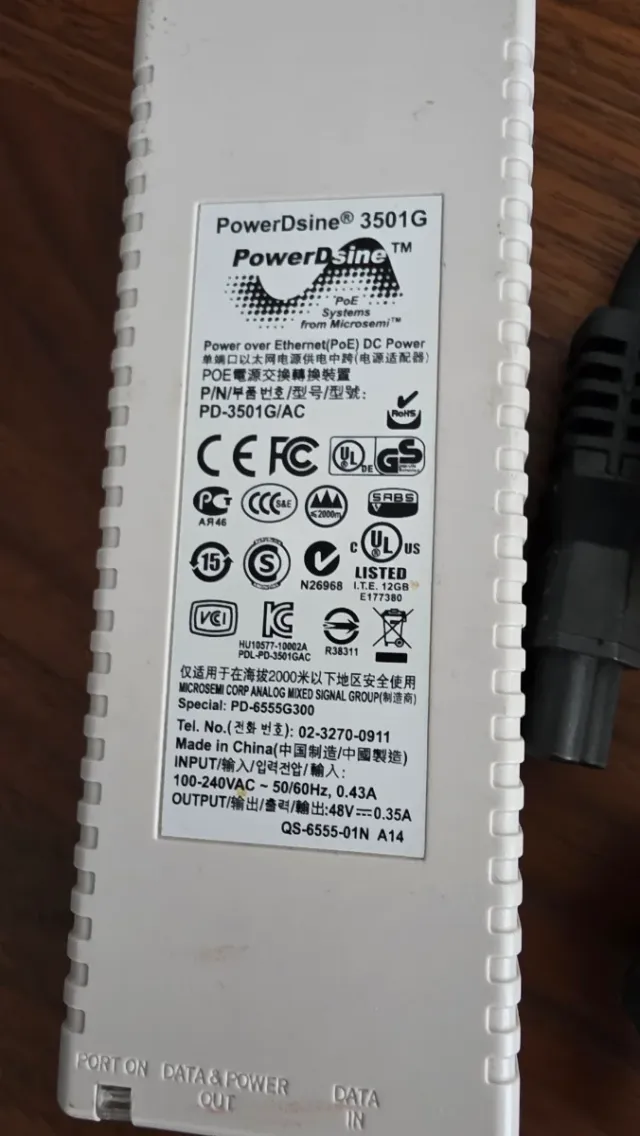 PowerDsine® 3501G
PowerDsine™
PoE
Systems
from Microsemi™
Power over Ethernet(PoE) DC Power
单端口以太网电源供电中跨(电源适配器)
POE電源交換轉換裝置
P/N/부품 번호/型号/型號:
PD-3501G/AC
RoHS
CE FC UL DE GS
PCT CCC S&E ≤2000m SABS
АЯ46
15 S N26968 C UL US
LISTED
I.T.E. 12GB
E177380
VCI KC
HU10577-10002A
PDL-PD-3501GAC
R38311
仅适用于在海拔2000米以下地区安全使用
MICROSEMI CORP ANALOG MIXED SIGNAL GROUP(制造商)
Special: PD-6555G300
Tel. No.(전화 번호): 02-3270-0911
Made in China(中国制造/中國製造)
INPUT/输入/입력전압/輸入:
100-240VAC ~ 50/60Hz, 0.43A
OUTPUT/输出/출력/輸出:48V⎓0.35A
QS-6555-01N A14
PORT ON DATA & POWER OUT DATA IN